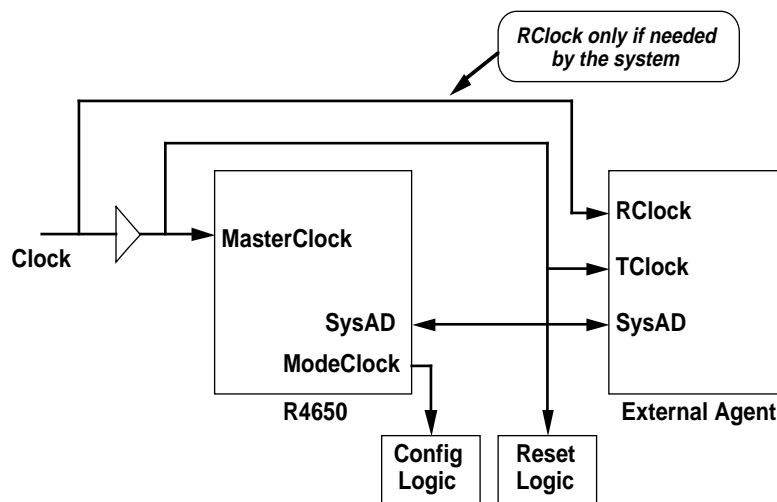 RClock only if needed
by the system
RClock
MasterClock
Clock
TClock
SysAD
SysAD
ModeClock
R4650
External Agent
Config
Logic
Reset
Logic